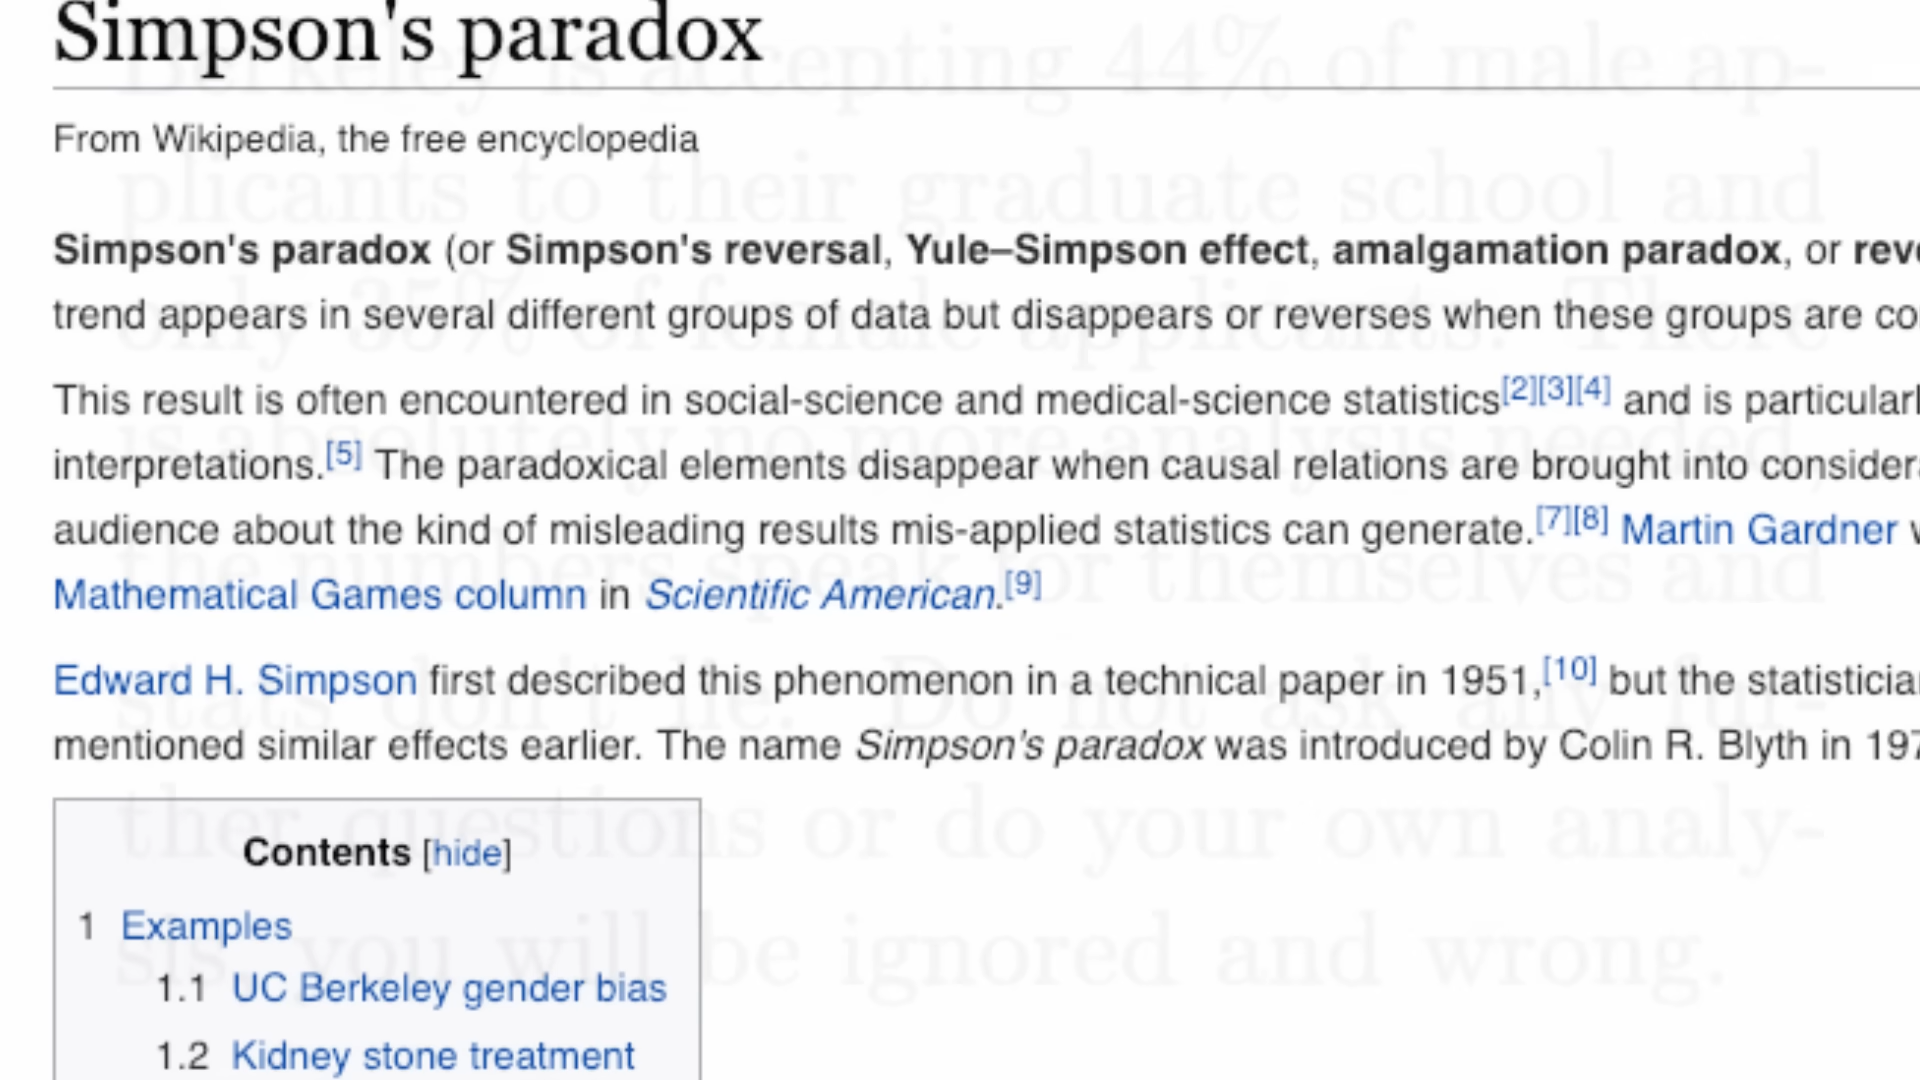 Simpson's paradox
Berkeley is accepting 44% of male ap-
From Wikipedia, the free encyclopedia
plicants to their graduate school and
Simpson's paradox (or Simpson's reversal, Yule–Simpson effect, amalgamation paradox, or
only 35% of female applicants. There
trend appears in several different groups of data but disappears or reverses when these groups are
This result is often encountered in social-science and medical-science statistics[2][3][4] and is
is absolutely no more analysis needed,
interpretations.[5] The paradoxical elements disappear when causal relations are brought into
audience about the kind of misleading results mis-applied statistics can generate.[7][8] Martin Gardner
the numbers speak for themselves and
Mathematical Games column in Scientific American.[9]
Edward H. Simpson first described this phenomenon in a technical paper in 1951,[10] but the
stats don't lie. Do not ask any fur-
mentioned similar effects earlier. The name Simpson's paradox was introduced by Colin R. Blyth in
ther questions or do your own analy-
Contents [hide]
1 Examples
sis, you will be ignored and wrong.
1.1 UC Berkeley gender bias
1.2 Kidney stone treatment